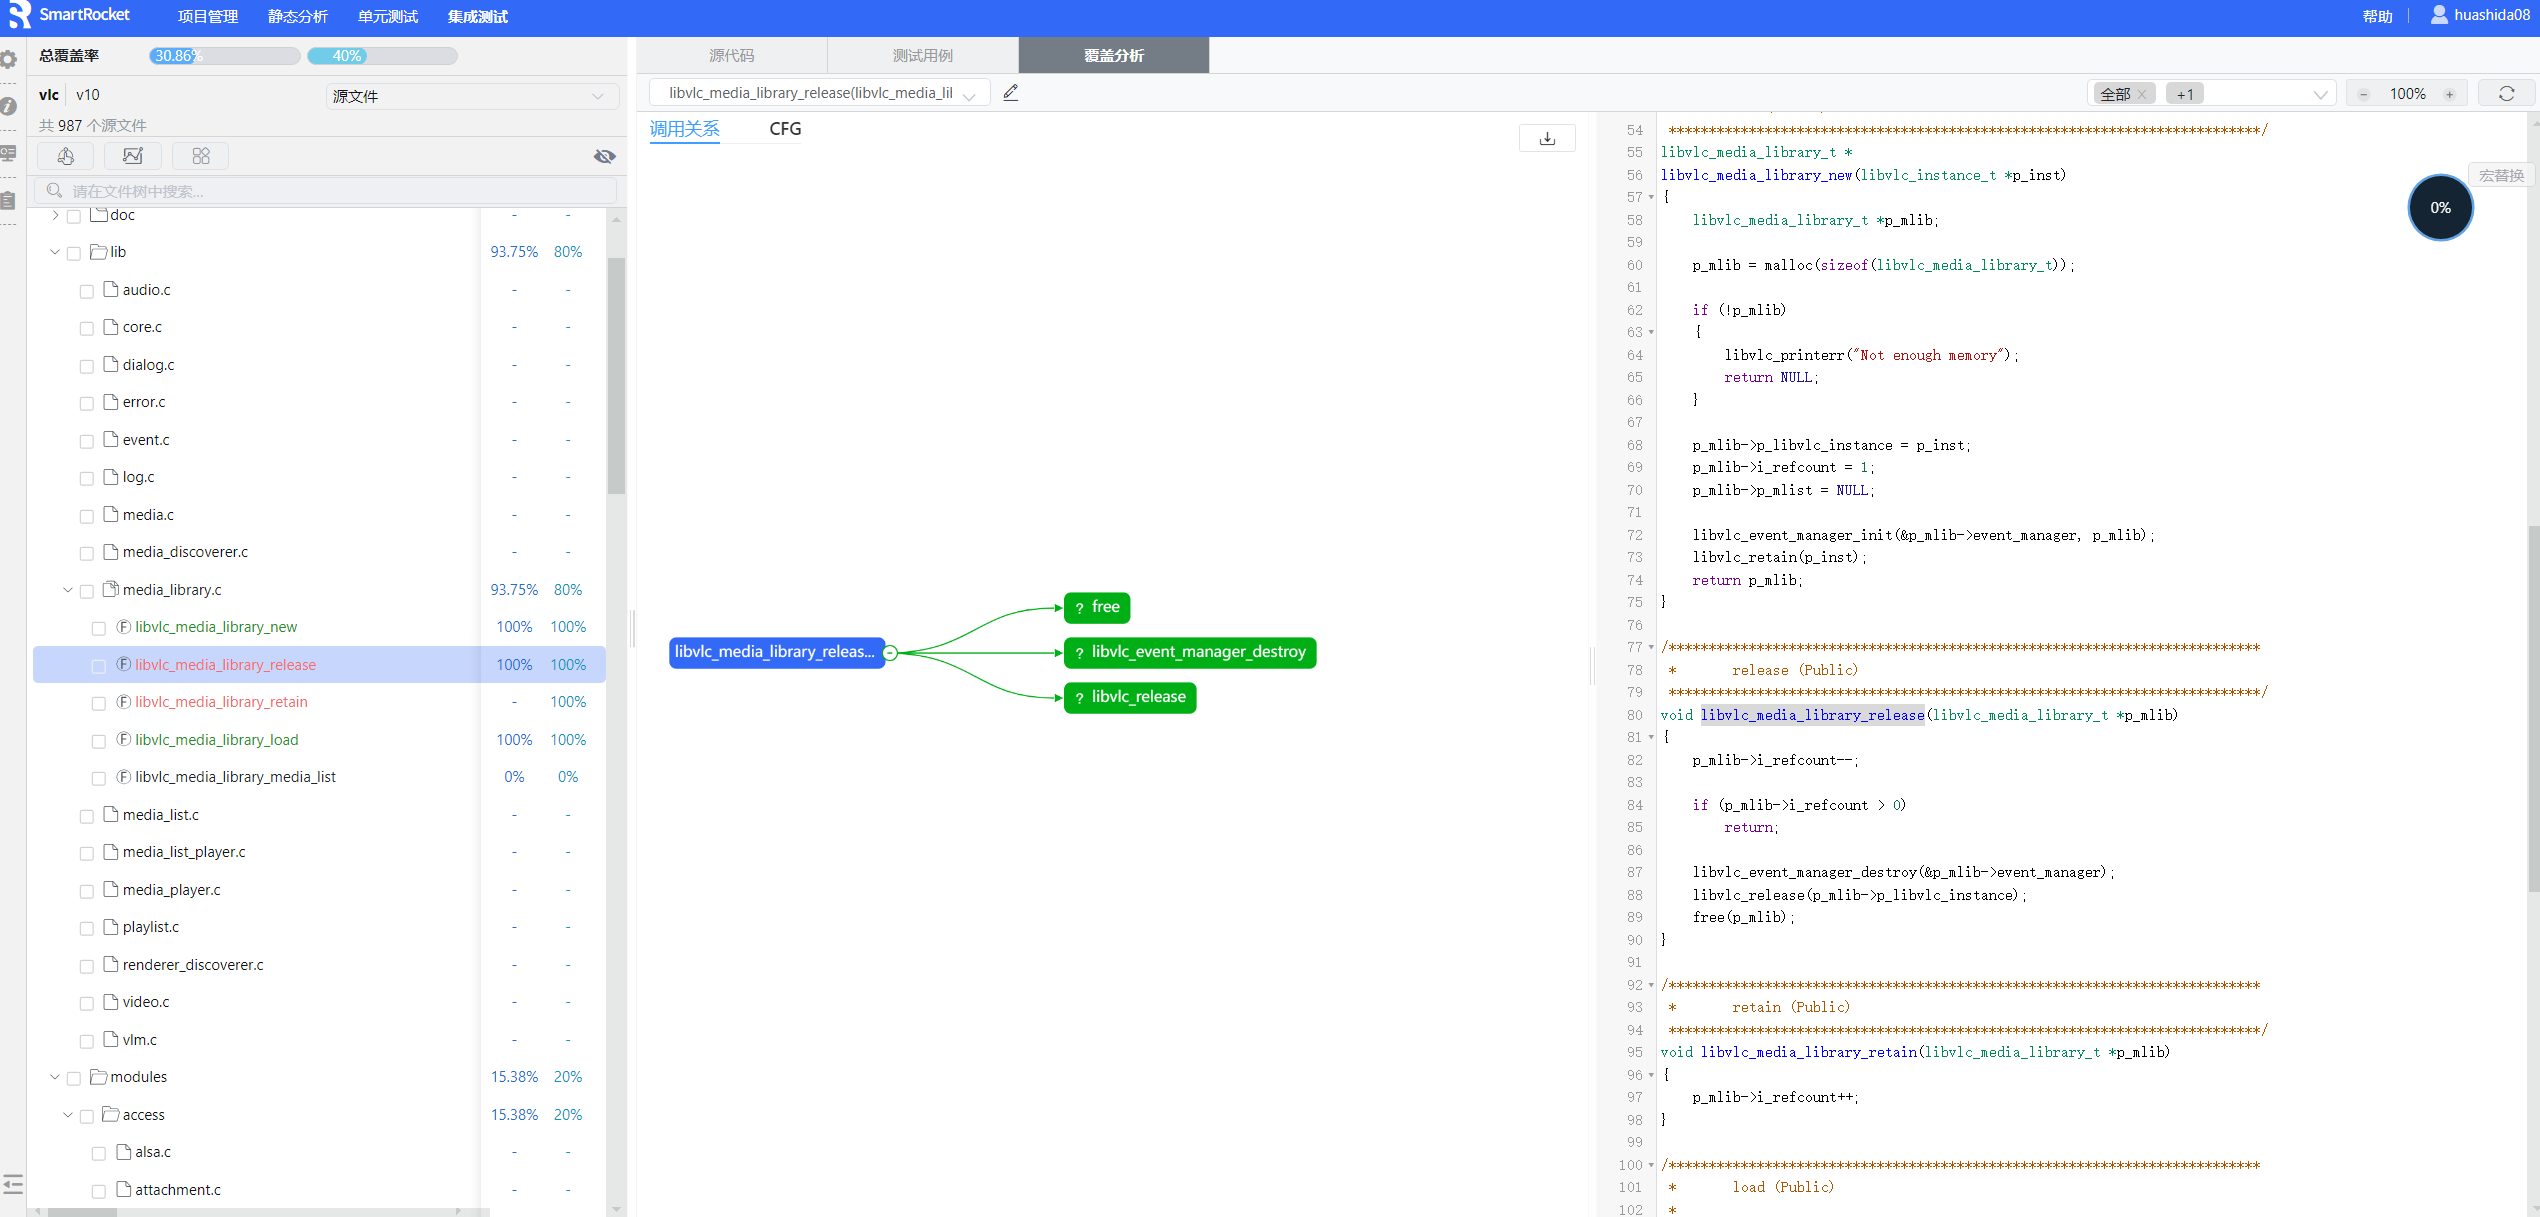 SmartRocket 项目管理 静态分析 单元测试 集成测试 帮助 huashida08
总覆盖率 30.86% 40%
vlc v10 源文件
共 987 个源文件
请在文件树中搜索...
doc - -
lib 93.75% 80%
audio.c - -
core.c - -
dialog.c - -
error.c - -
event.c - -
log.c - -
media.c - -
media_discoverer.c - -
media_library.c 93.75% 80%
F libvlc_media_library_new 100% 100%
F libvlc_media_library_release 100% 100%
F libvlc_media_library_retain - 100%
F libvlc_media_library_load 100% 100%
F libvlc_media_library_media_list 0% 0%
media_list.c - -
media_list_player.c - -
media_player.c - -
playlist.c - -
renderer_discoverer.c - -
video.c - -
vlm.c - -
modules 15.38% 20%
access 15.38% 20%
alsa.c - -
attachment.c - -
源代码 测试用例 覆盖分析
libvlc_media_library_release(libvlc_media_lil
全部 × +1 - 100% +
调用关系 CFG
libvlc_media_library_releas...
? free
? libvlc_event_manager_destroy
? libvlc_release
宏替换
0%
54 **************************************************************************/
55 libvlc_media_library_t *
56 libvlc_media_library_new(libvlc_instance_t *p_inst)
57 {
58 libvlc_media_library_t *p_mlib;
59
60 p_mlib = malloc(sizeof(libvlc_media_library_t));
61
62 if (!p_mlib)
63 {
64 libvlc_printerr("Not enough memory");
65 return NULL;
66 }
67
68 p_mlib->p_libvlc_instance = p_inst;
69 p_mlib->i_refcount = 1;
70 p_mlib->p_mlist = NULL;
71
72 libvlc_event_manager_init(&p_mlib->event_manager, p_mlib);
73 libvlc_retain(p_inst);
74 return p_mlib;
75 }
76
77 /**************************************************************************
78 * release (Public)
79 **************************************************************************/
80 void libvlc_media_library_release(libvlc_media_library_t *p_mlib)
81 {
82 p_mlib->i_refcount--;
83
84 if (p_mlib->i_refcount > 0)
85 return;
86
87 libvlc_event_manager_destroy(&p_mlib->event_manager);
88 libvlc_release(p_mlib->p_libvlc_instance);
89 free(p_mlib);
90 }
91
92 /**************************************************************************
93 * retain (Public)
94 **************************************************************************/
95 void libvlc_media_library_retain(libvlc_media_library_t *p_mlib)
96 {
97 p_mlib->i_refcount++;
98 }
99
100 /**************************************************************************
101 * load (Public)
102 *